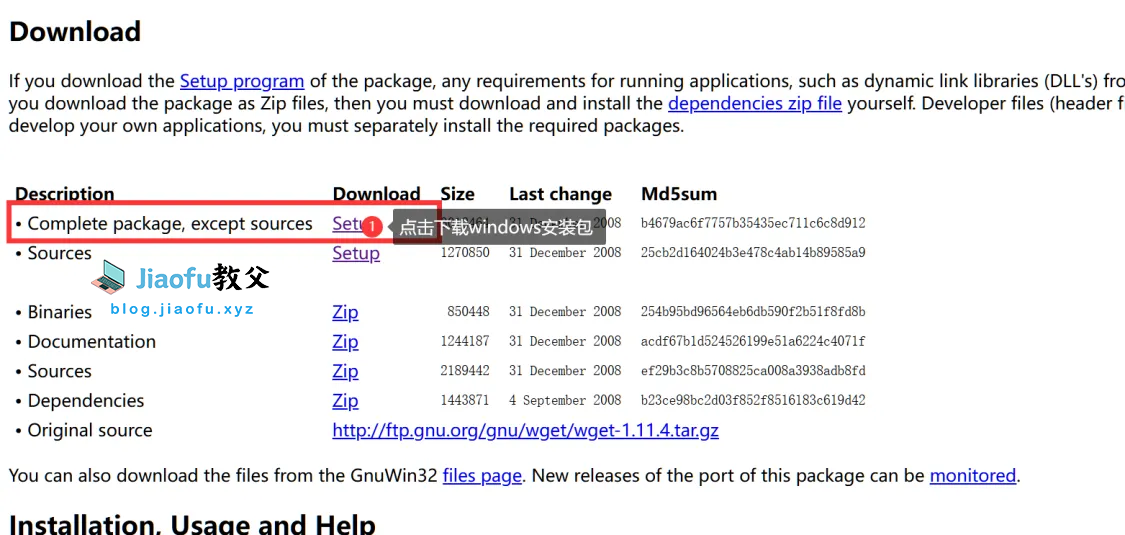 Download
If you download the Setup program of the package, any requirements for running applications, such as dynamic link libraries (DLL's) fro
you download the package as Zip files, then you must download and install the dependencies zip file yourself. Developer files (header f
develop your own applications, you must separately install the required packages.
Description Download Size Last change Md5sum
• Complete package, except sources Setu 1 点击下载windows安装包 2008 b4679ac6f7757b35435ec711c6c8d912
• Sources Setup 1270850 31 December 2008 25cb2d164024b3e478c4ab14b89585a9
Jiaofu教父
blog.jiaofu.xyz
• Binaries Zip 850448 31 December 2008 254b95bd96564eb6db590f2b51f8fd8b
• Documentation Zip 1244187 31 December 2008 acdf67b1d524526199e51a6224c4071f
• Sources Zip 2189442 31 December 2008 ef29b3c8b5708825ca008a3938adb8fd
• Dependencies Zip 1443871 4 September 2008 b23ce98bc2d03f852f8516183c619d42
• Original source http://ftp.gnu.org/gnu/wget/wget-1.11.4.tar.gz
You can also download the files from the GnuWin32 files page. New releases of the port of this package can be monitored.
Installation, Usage and Help